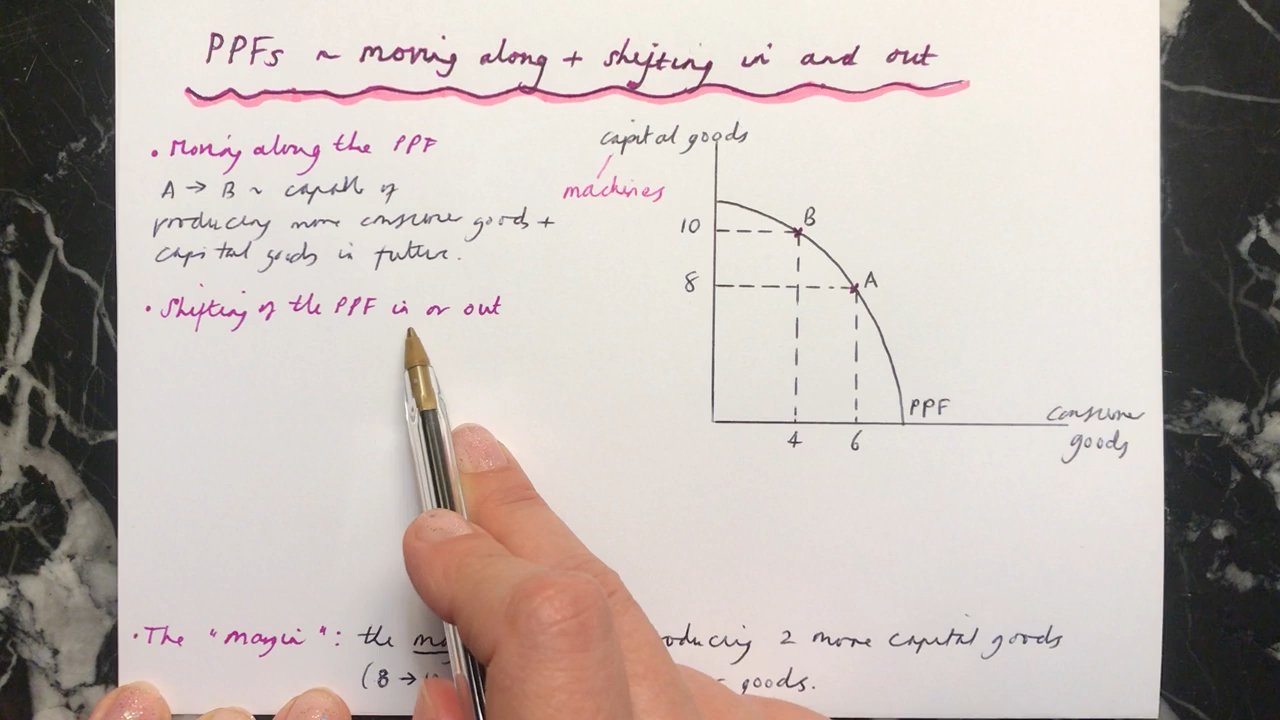 PPFs ~ moving along + shifting in and out
• Moving along the PPF
A → B ~ capable of
producing more consumer goods +
capital goods in future.
• Shifting of the PPF in or out
capital goods
machines
10
B
8
A
PPF
4
6
consumer
goods
• The "margin": the
producing 2 more capital goods
(8 →
goods.